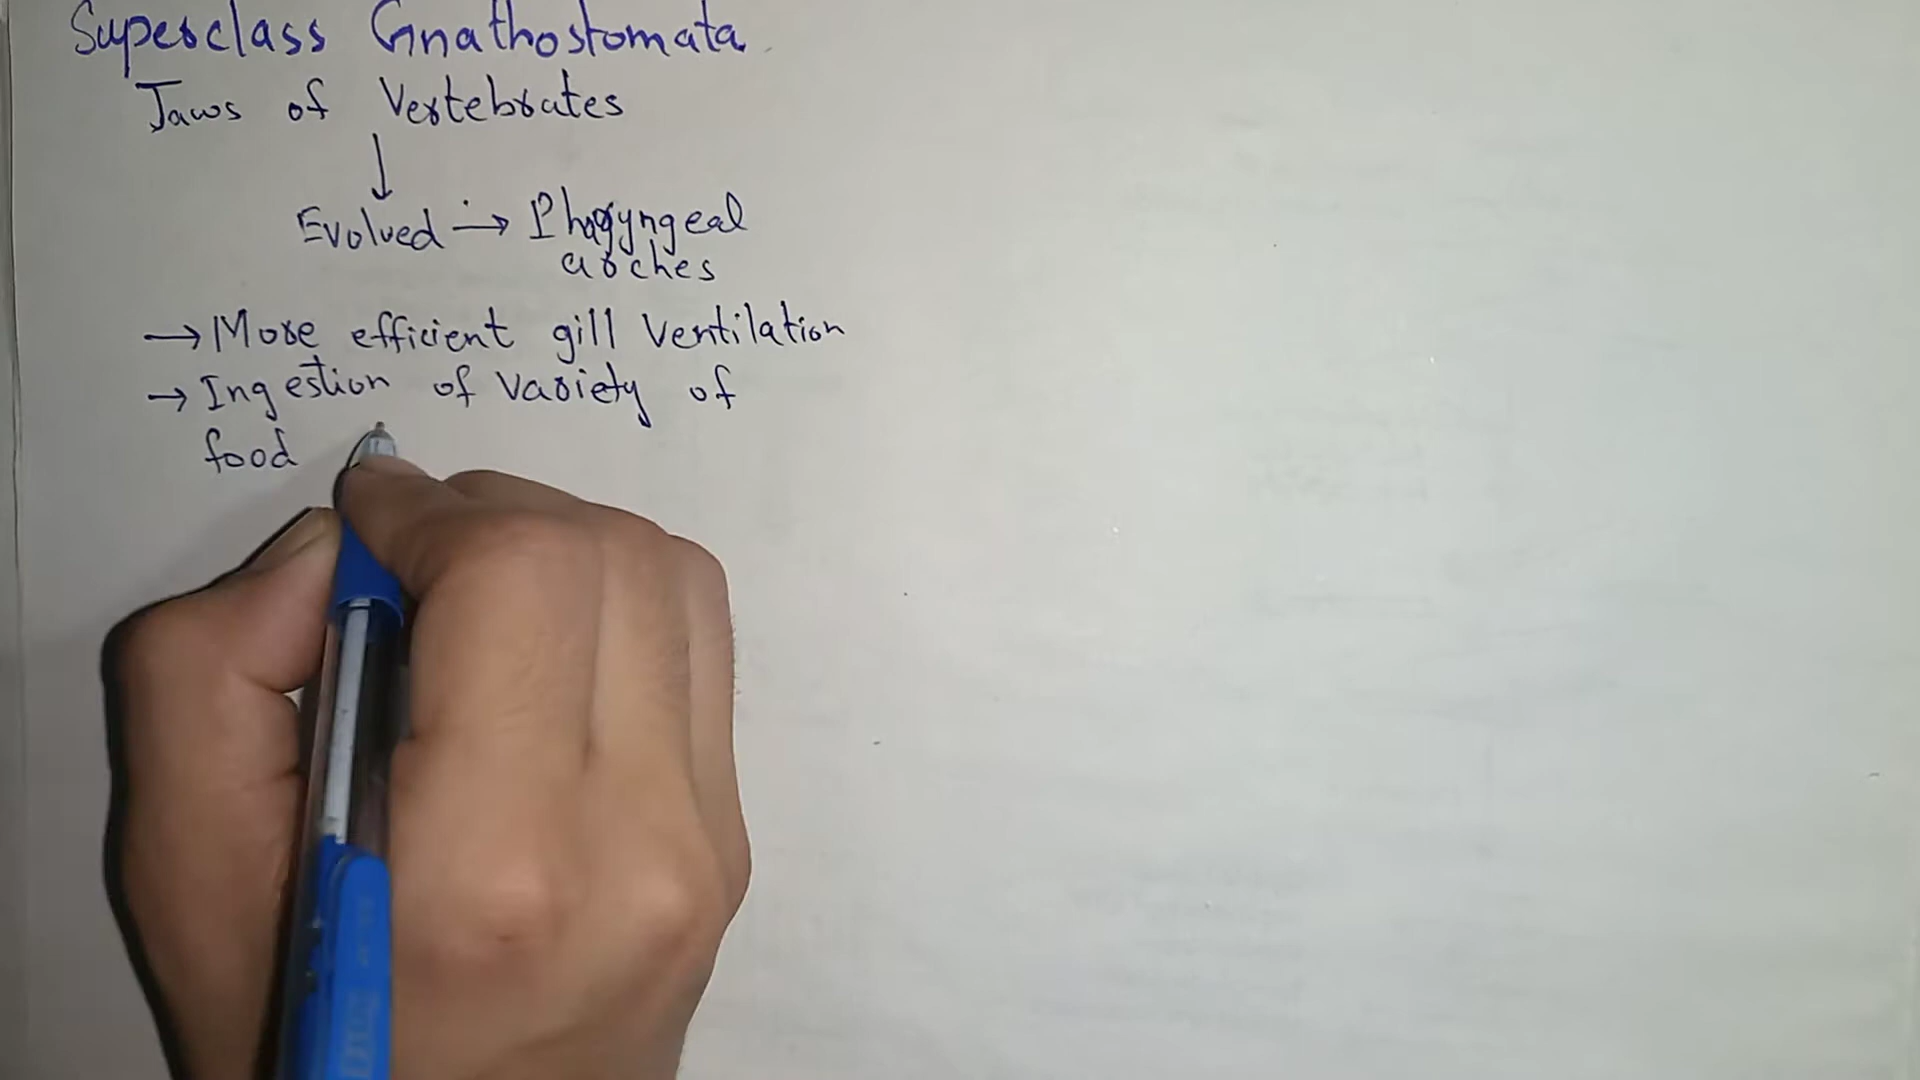 Superclass Gnathostomata
Jaws of Vertebrates
↓
Evolved → Pharyngeal
arches
→ More efficient gill Ventilation
→ Ingestion of Variety of
food